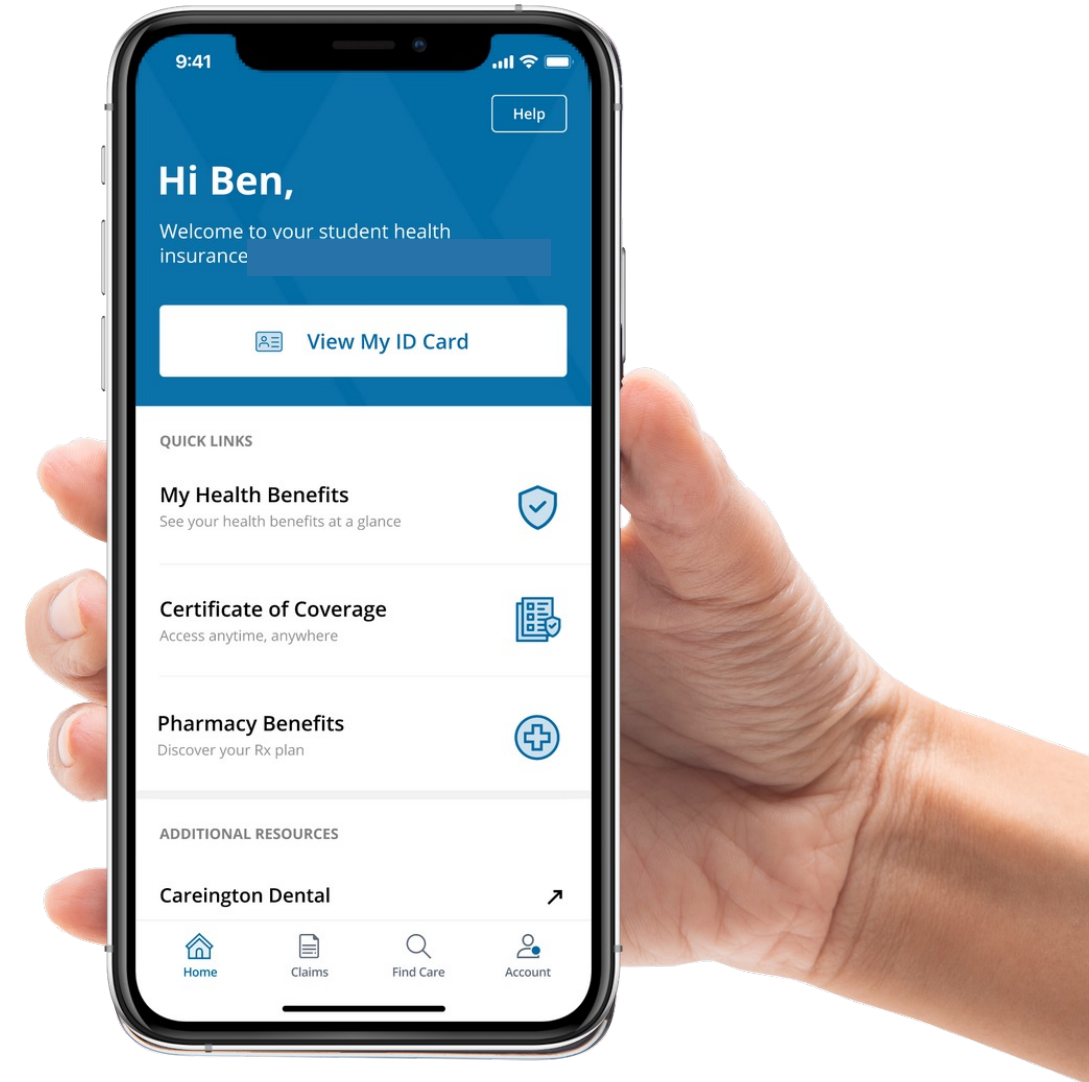 9:41
Help
Hi Ben,
Welcome to your student health
insurance
View My ID Card
QUICK LINKS
My Health Benefits
See your health benefits at a glance
Certificate of Coverage
Access anytime, anywhere
Pharmacy Benefits
Discover your Rx plan
ADDITIONAL RESOURCES
Careington Dental
Home
Claims
Find Care
Account